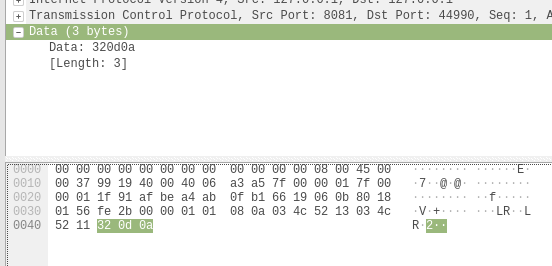 Internet Protocol Version 4, Src: 127.0.0.1, Dst: 127.0.0.1
Transmission Control Protocol, Src Port: 8081, Dst Port: 44990, Seq: 1, A
Data (3 bytes)
Data: 320d0a
[Length: 3]
0000 00 00 00 00 00 00 00 00 00 00 00 00 08 00 45 00 ········ ······E·
0010 00 37 99 19 40 00 40 06 a3 a5 7f 00 00 01 7f 00 ·7··@·@· ········
0020 00 01 1f 91 af be a4 ab 0f b1 66 19 06 0b 80 18 ········ ··f·····
0030 01 56 fe 2b 00 00 01 01 08 0a 03 4c 52 13 03 4c ·V·+···· ···LR··L
0040 52 11 32 0d 0a R·2··